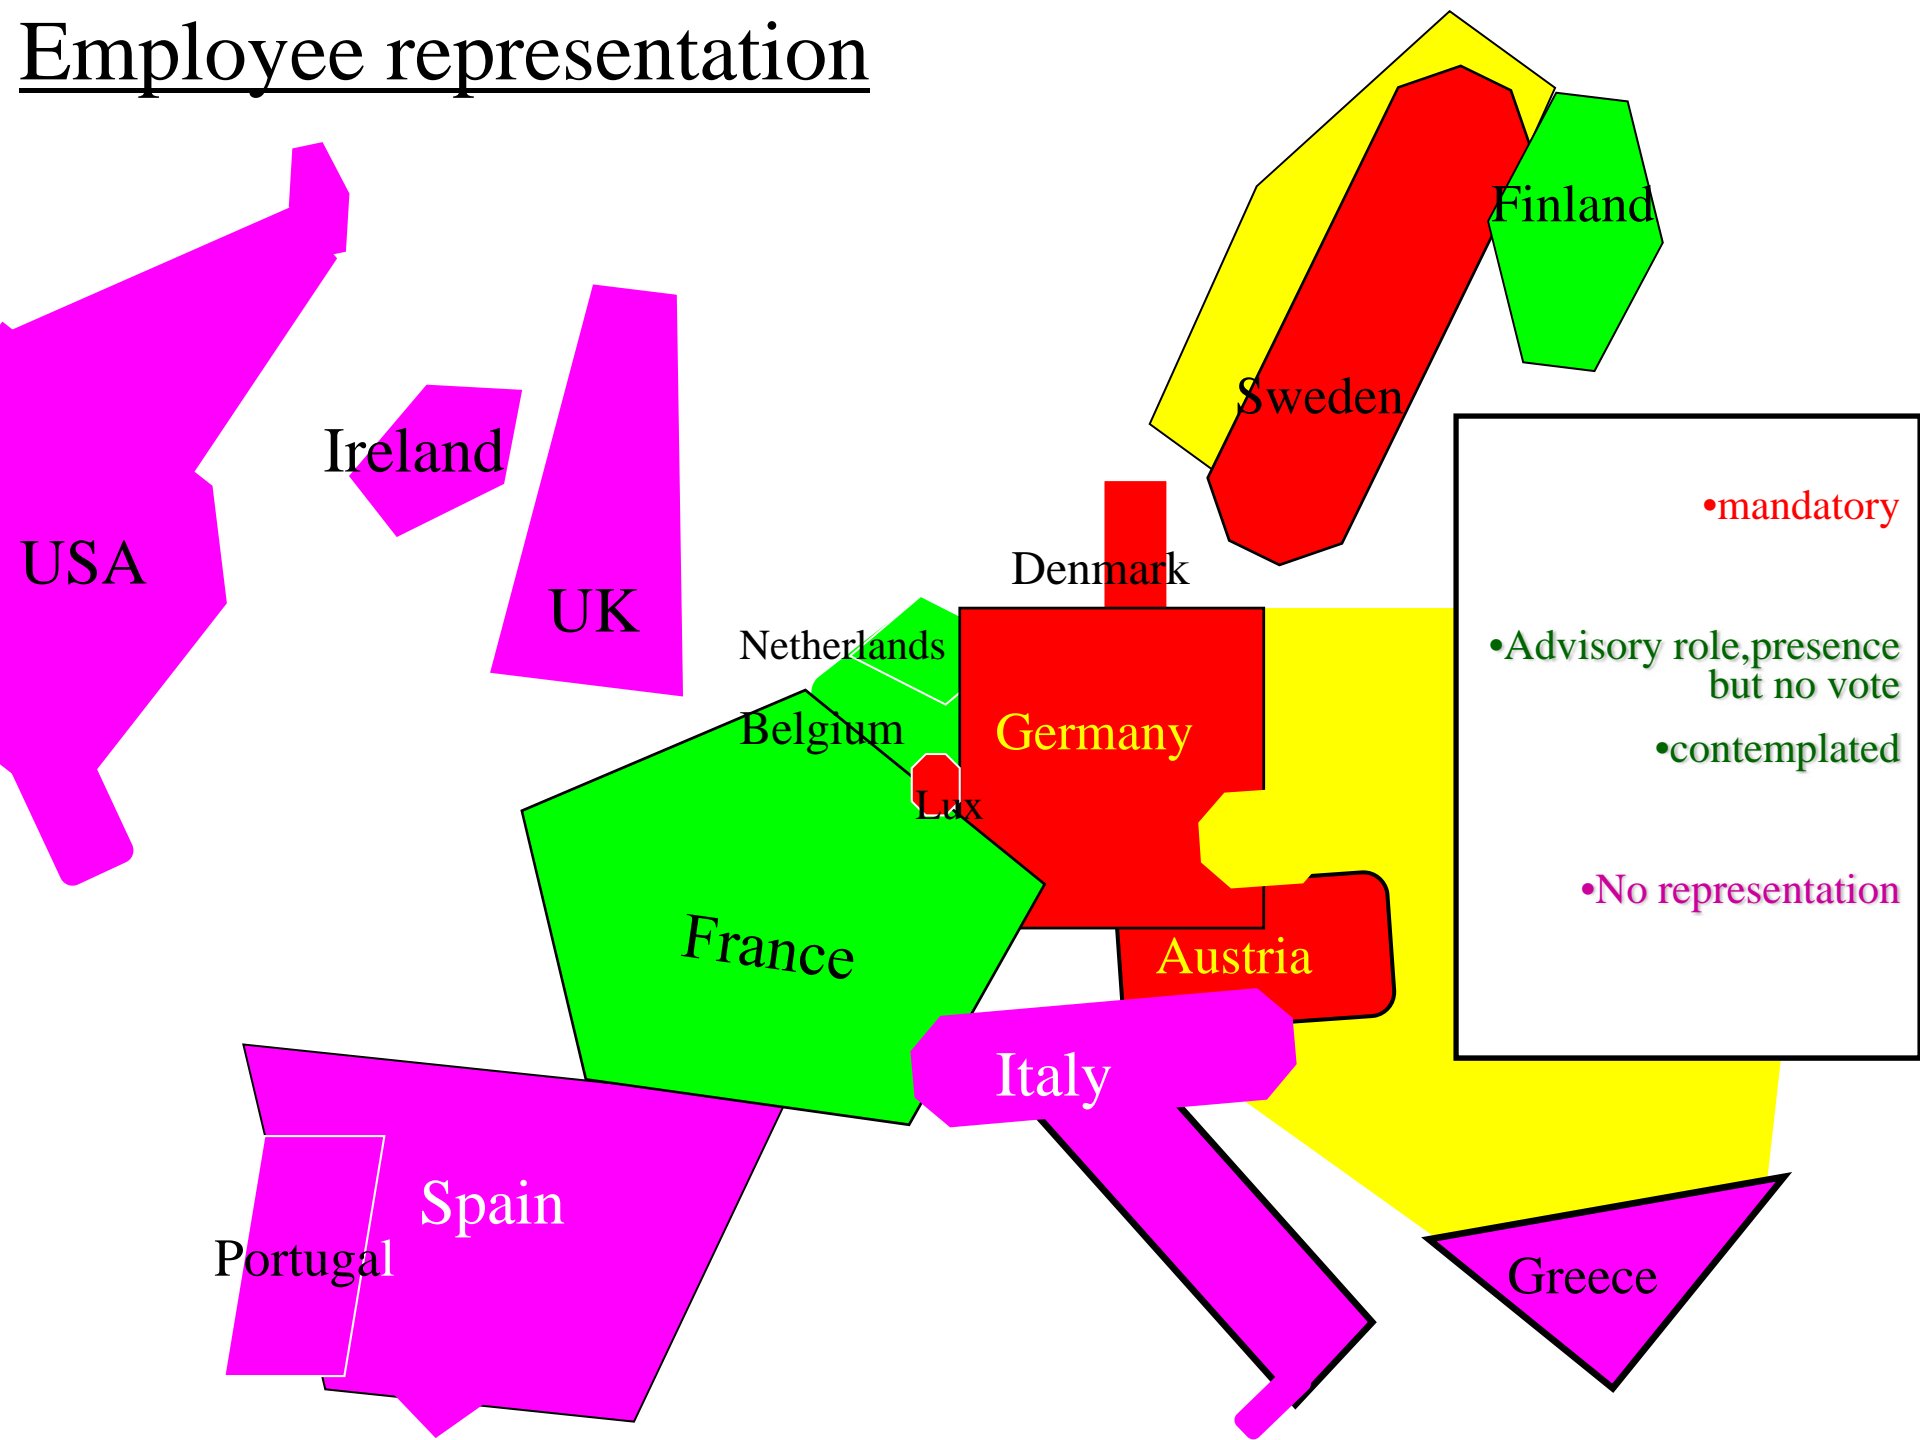 Employee representation
Finland
Sweden
Ireland
USA
UK
Denmark
Netherlands
Belgium
Germany
Lux
France
Austria
Italy
Spain
Portugal
Greece
•mandatory
•Advisory role,presence
but no vote
•contemplated
•No representation